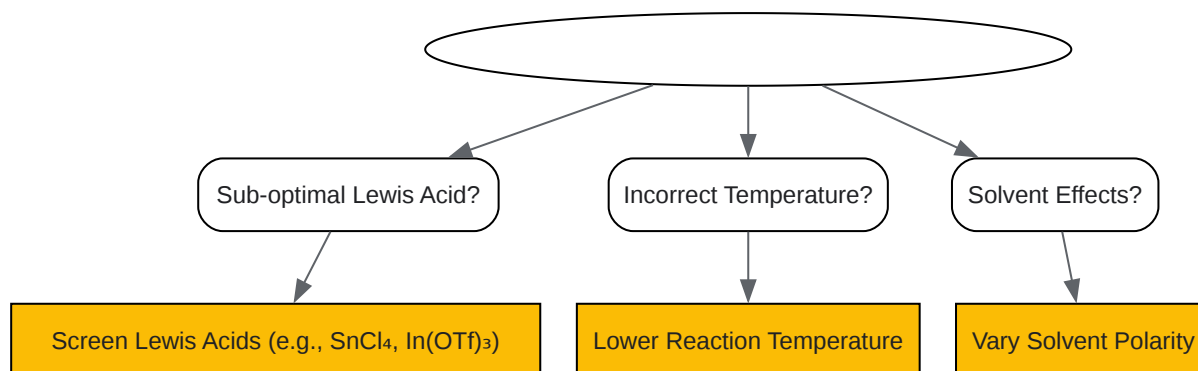 Sub-optimal Lewis Acid?
Incorrect Temperature?
Solvent Effects?
Screen Lewis Acids (e.g., SnCl₄, In(OTf)₃)
Lower Reaction Temperature
Vary Solvent Polarity